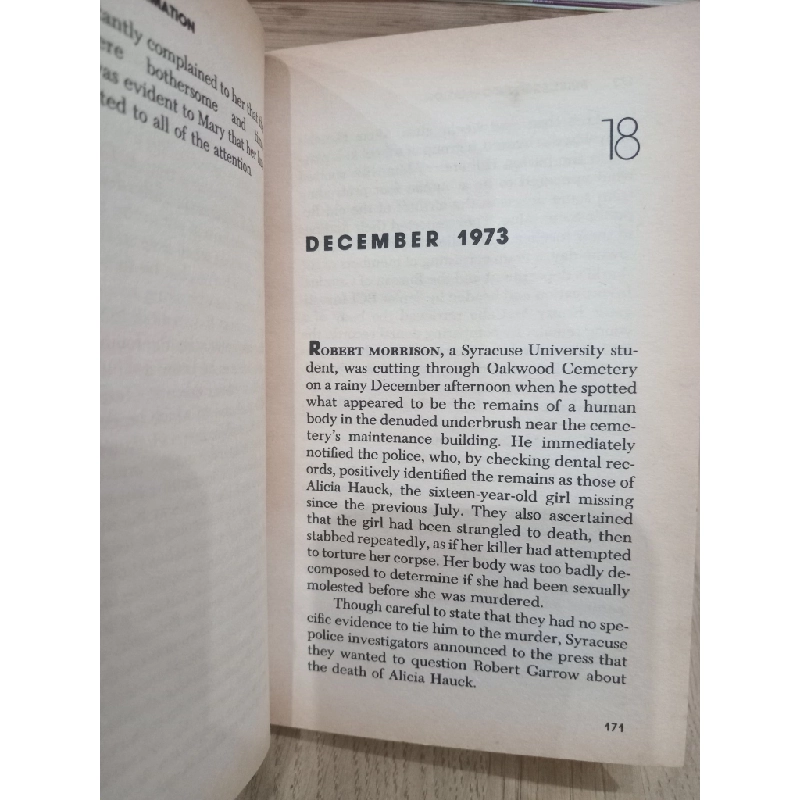 MATION
antly complained to her that
ere bothersome and
as evident to Mary that her
ted to all of the attention.
18
DECEMBER 1973
ROBERT MORRISON, a Syracuse University stu-
dent, was cutting through Oakwood Cemetery
on a rainy December afternoon when he spotted
what appeared to be the remains of a human
body in the denuded underbrush near the ceme-
tery's maintenance building. He immediately
notified the police, who, by checking dental rec-
ords, positively identified the remains as those of
Alicia Hauck, the sixteen-year-old girl missing
since the previous July. They also ascertained
that the girl had been strangled to death, then
stabbed repeatedly, as if her killer had attempted
to torture her corpse. Her body was too badly de-
composed to determine if she had been sexually
molested before she was murdered.
Though careful to state that they had no spe-
cific evidence to tie him to the murder, Syracuse
police investigators announced to the press that
they wanted to question Robert Garrow about
the death of Alicia Hauck.
171